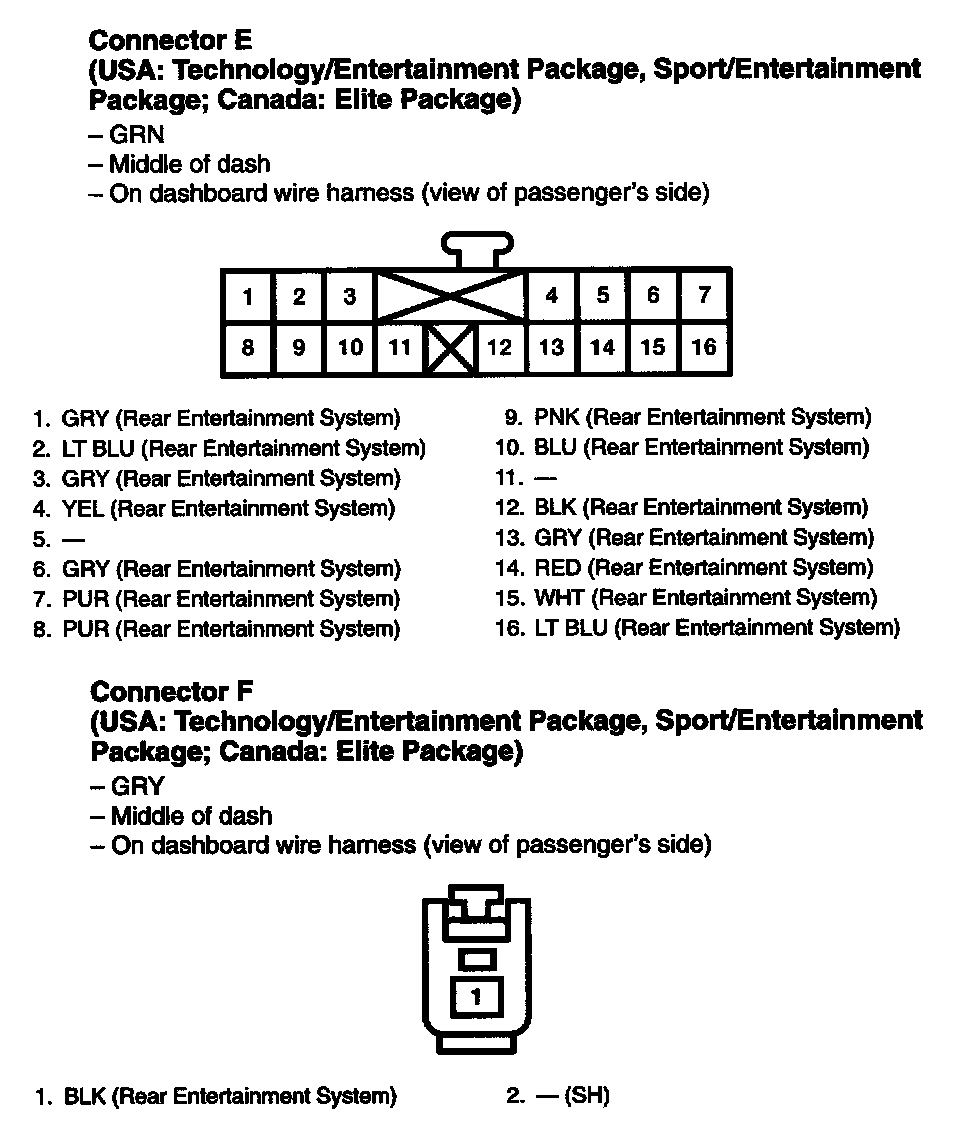 Connector E
(USA: Technology/Entertainment Package, Sport/Entertainment
Package; Canada: Elite Package)
– GRN
– Middle of dash
– On dashboard wire harness (view of passenger's side)
1 2 3 4 5 6 7
8 9 10 11 12 13 14 15 16
1. GRY (Rear Entertainment System)
2. LT BLU (Rear Entertainment System)
3. GRY (Rear Entertainment System)
4. YEL (Rear Entertainment System)
5. —
6. GRY (Rear Entertainment System)
7. PUR (Rear Entertainment System)
8. PUR (Rear Entertainment System)
9. PNK (Rear Entertainment System)
10. BLU (Rear Entertainment System)
11. —
12. BLK (Rear Entertainment System)
13. GRY (Rear Entertainment System)
14. RED (Rear Entertainment System)
15. WHT (Rear Entertainment System)
16. LT BLU (Rear Entertainment System)
Connector F
(USA: Technology/Entertainment Package, Sport/Entertainment
Package; Canada: Elite Package)
– GRY
– Middle of dash
– On dashboard wire harness (view of passenger's side)
1
1. BLK (Rear Entertainment System)
2. — (SH)